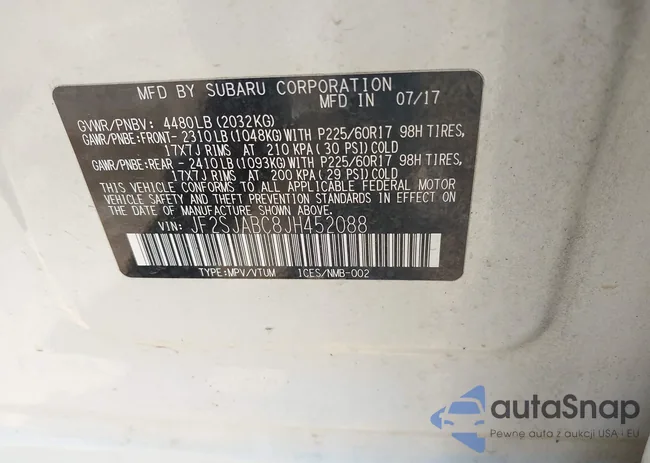 MFD BY SUBARU CORPORATION
MFD IN 07/17
GVWR/PNBV: 4480LB(2032KG)
GAWR/PNBE:FRONT-2310LB(1048KG)WITH P225/60R17 98H TIRES,
17X7J RIMS AT 210 KPA(30 PSI)COLD
GAWR/PNBE:REAR -2410LB(1093KG)WITH P225/60R17 98H TIRES,
17X7J RIMS AT 200 KPA(29 PSI)COLD
THIS VEHICLE CONFORMS TO ALL APPLICABLE FEDERAL MOTOR
VEHICLE SAFETY AND THEFT PREVENTION STANDARDS IN EFFECT
ON THE DATE OF MANUFACTURE SHOWN ABOVE.
VIN: JF2SJABC8JH452088
TYPE:MPV/VTUM ICES/NMB-002
autaSnap
Pewne auta z aukcji USA i EU